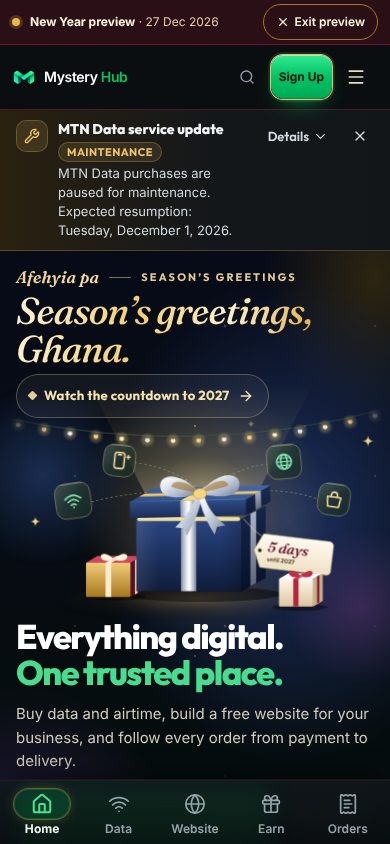 New Year preview · 27 Dec 2026
Exit preview
Mystery Hub
Sign Up
MTN Data service update
Details
MAINTENANCE
MTN Data purchases are
paused for maintenance.
Expected resumption:
Tuesday, December 1, 2026.
Afehyia pa — SEASON'S GREETINGS
Season's greetings,
Ghana.
Watch the countdown to 2027
5 days
until 2027
Everything digital.
One trusted place.
Buy data and airtime, build a free website for your
business, and follow every order from payment to
delivery.
Home
Data
Website
Earn
Orders